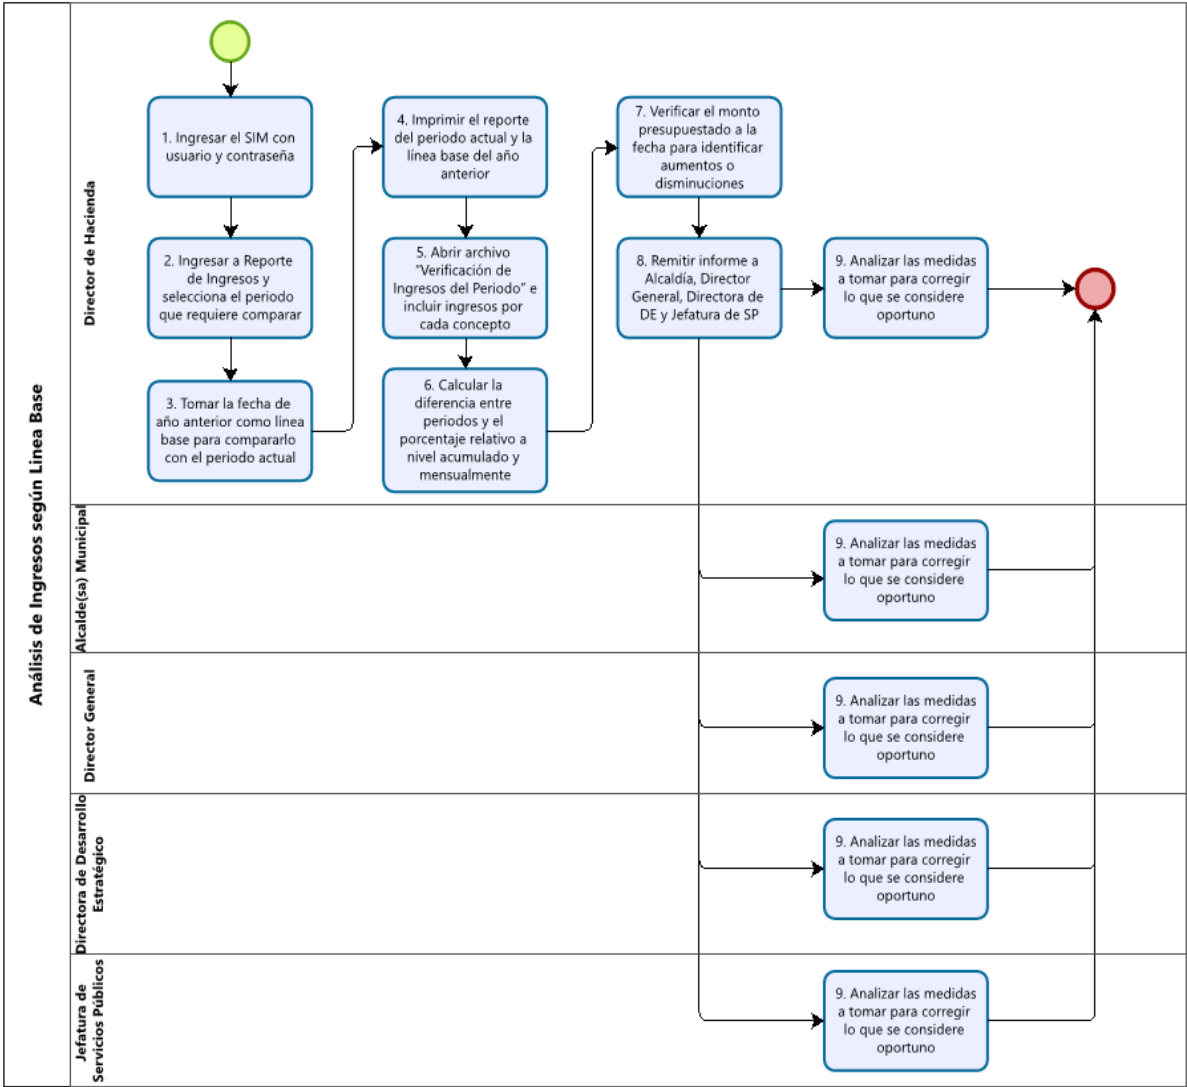 Análisis de Ingresos según Linea Base
Director de Hacienda
1. Ingresar el SIM con
usuario y contraseña
2. Ingresar a Reporte
de Ingresos y
selecciona el periodo
que requiere comparar
3. Tomar la fecha de
año anterior como línea
base para compararlo
con el periodo actual
4. Imprimir el reporte
del periodo actual y la
línea base del año
anterior
5. Abrir archivo
"Verificación de
Ingresos del Periodo" e
incluir ingresos por
cada concepto
6. Calcular la
diferencia entre
periodos y el
porcentaje relativo a
nivel acumulado y
mensualmente
7. Verificar el monto
presupuestado a la
fecha para identificar
aumentos o
disminuciones
8. Remitir informe a
Alcaldía, Director
General, Directora de
DE y Jefatura de SP
9. Analizar las medidas
a tomar para corregir
lo que se considere
oportuno
Alcalde(sa) Municipal
9. Analizar las medidas
a tomar para corregir
lo que se considere
oportuno
Director General
9. Analizar las medidas
a tomar para corregir
lo que se considere
oportuno
Directora de Desarrollo
Estratégico
9. Analizar las medidas
a tomar para corregir
lo que se considere
oportuno
Jefatura de
Servicios Públicos
9. Analizar las medidas
a tomar para corregir
lo que se considere
oportuno